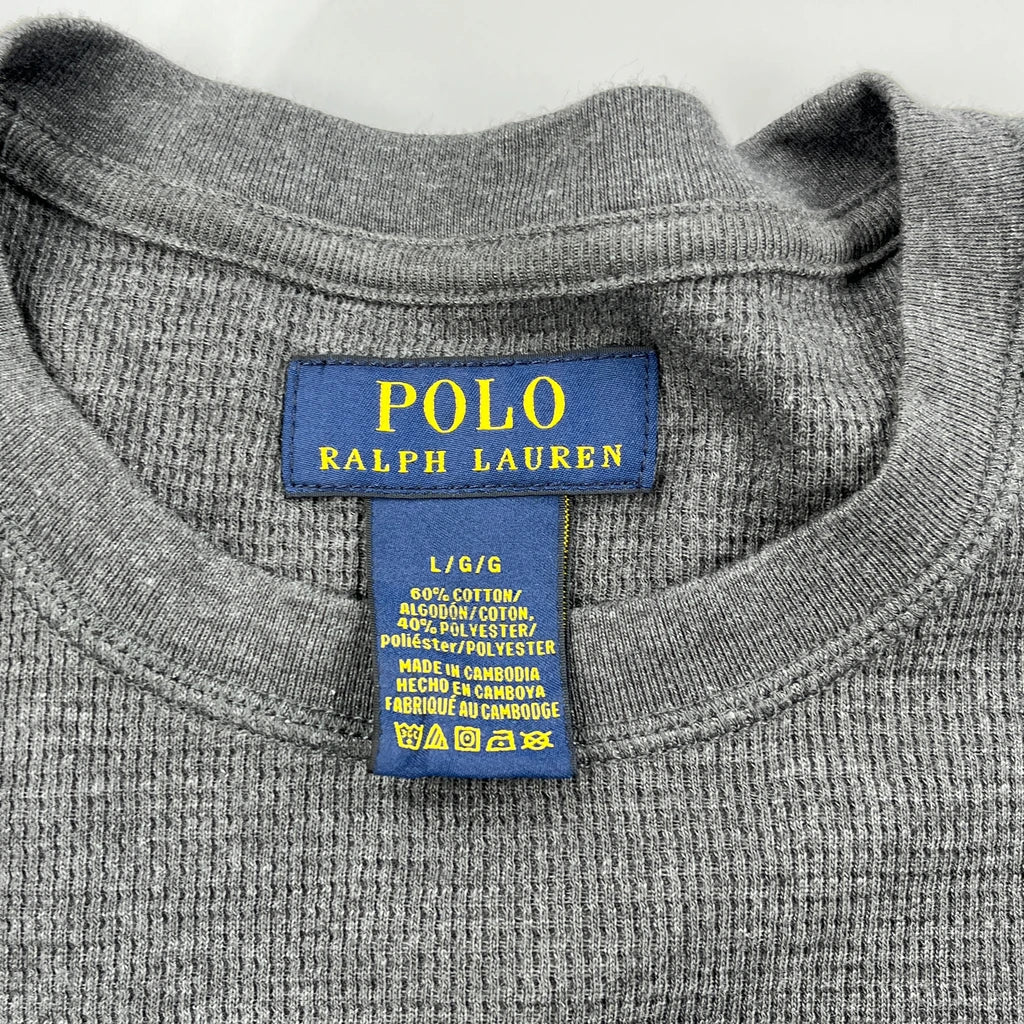 POLO
RALPH LAUREN
L/G/G
60% COTTON/
ALGODÓN/COTON,
40% POLYESTER/
poliéster/POLYESTER
MADE IN CAMBODIA
HECHO EN CAMBOYA
FABRIQUÉ AU CAMBODGE